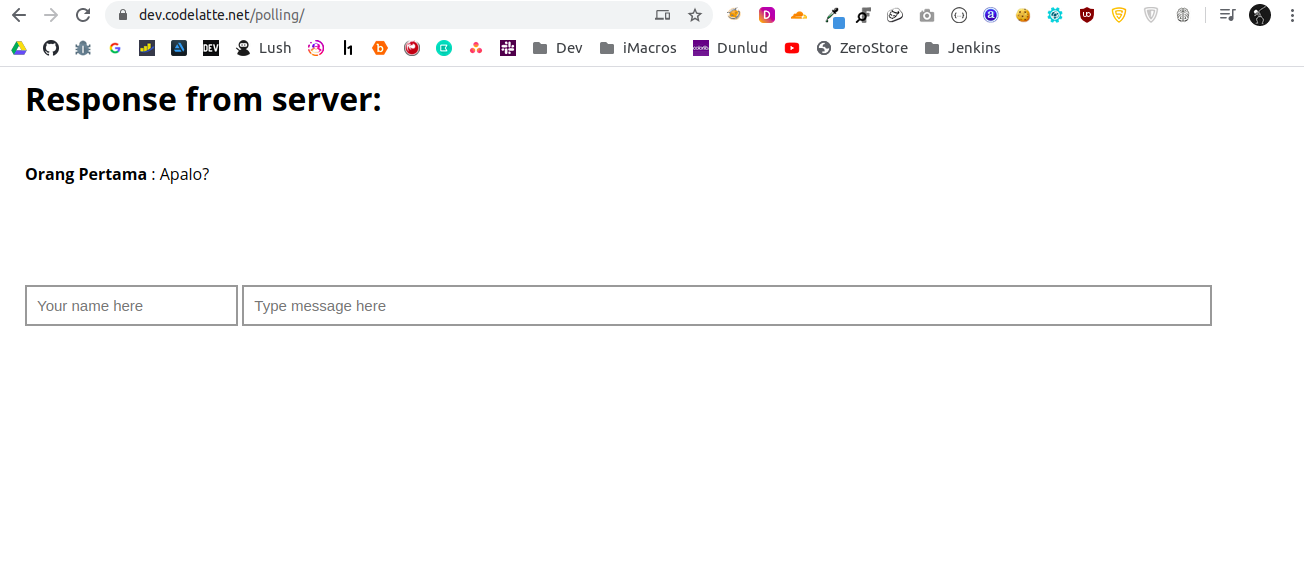 dev.codelatte.net/polling/
Lush Dev iMacros Dunlud ZeroStore Jenkins
Response from server:
Orang Pertama : Apalo?
Your name here Type message here